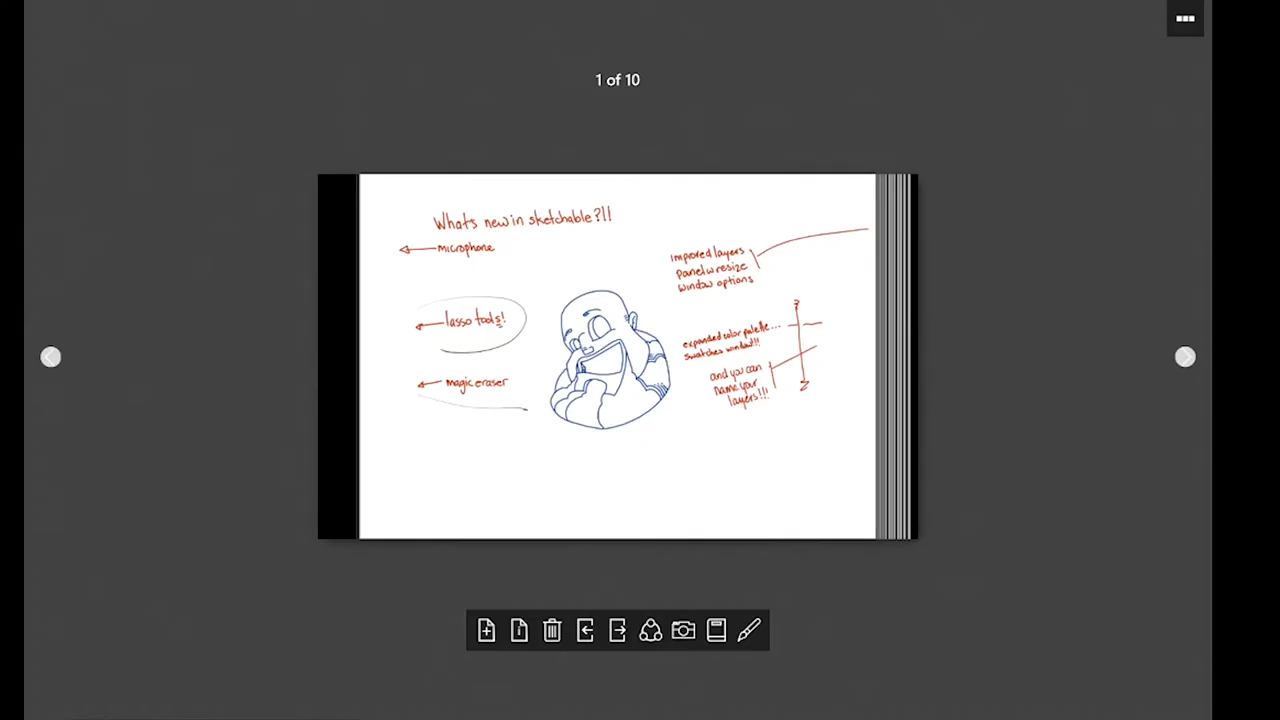 1 of 10
What's new in sketchable?!!
microphone
lasso tools!
magic eraser
improved layers
panel w resize
window options
expanded color palette...
swatches window!!
and you can
name your
layers!!!